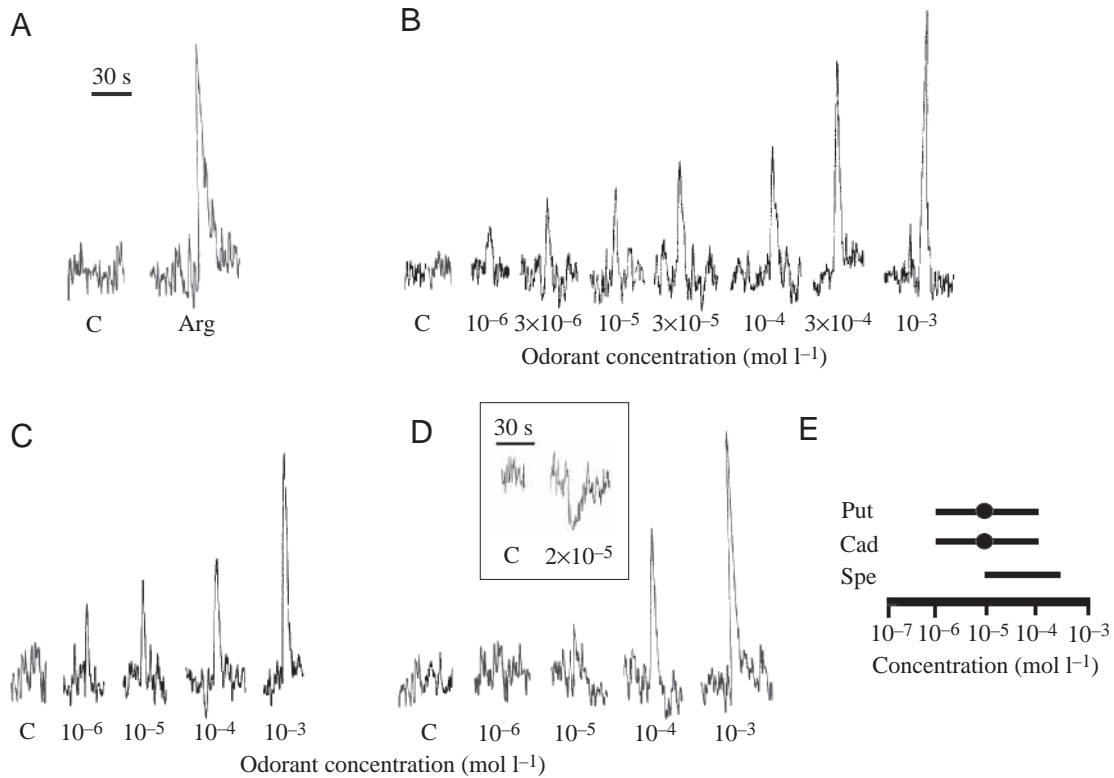 A
30 s
C Arg
B
C 10⁻⁶ 3×10⁻⁶ 10⁻⁵ 3×10⁻⁵ 10⁻⁴ 3×10⁻⁴ 10⁻³
Odorant concentration (mol l⁻¹)
C
C 10⁻⁶ 10⁻⁵ 10⁻⁴ 10⁻³
D
30 s
C 2×10⁻⁵
C 10⁻⁶ 10⁻⁵ 10⁻⁴ 10⁻³
Odorant concentration (mol l⁻¹)
E
Put
Cad
Spe
10⁻⁷ 10⁻⁶ 10⁻⁵ 10⁻⁴ 10⁻³
Concentration (mol l⁻¹)